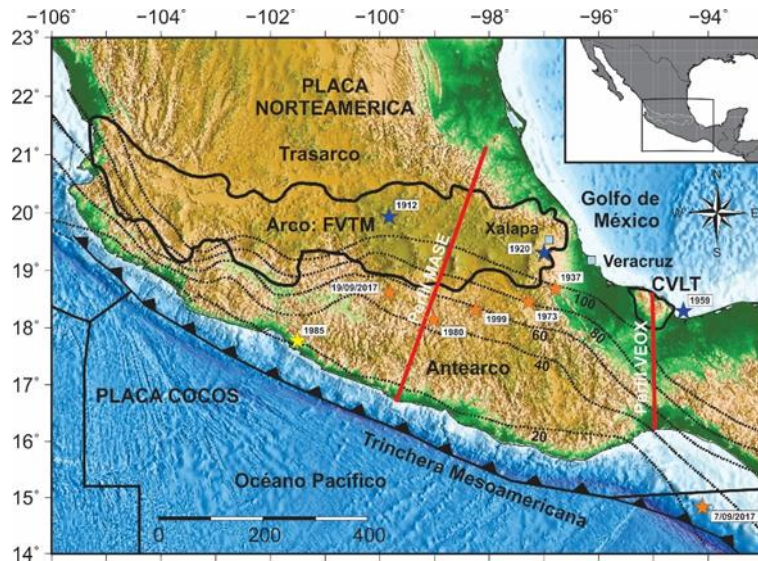 −106° −104° −102° −100° −98° −96° −94°
23°
22°
21°
20°
19°
18°
17°
16°
15°
14°
PLACA
NORTEAMERICA
Trasarco
Arco: FVTM
1912
Xalapa
1920
Golfo de
México
N
E
S
Veracruz
CVLT
1959
1937
100
19/09/2017
Perfil MASE
1980
1999
1973
80
60
40
20
1985
Antearco
Perfil VEOX
PLACA COCOS
Trinchera Mesoamericana
Océano Pacífico
0 200 400
7/09/2017